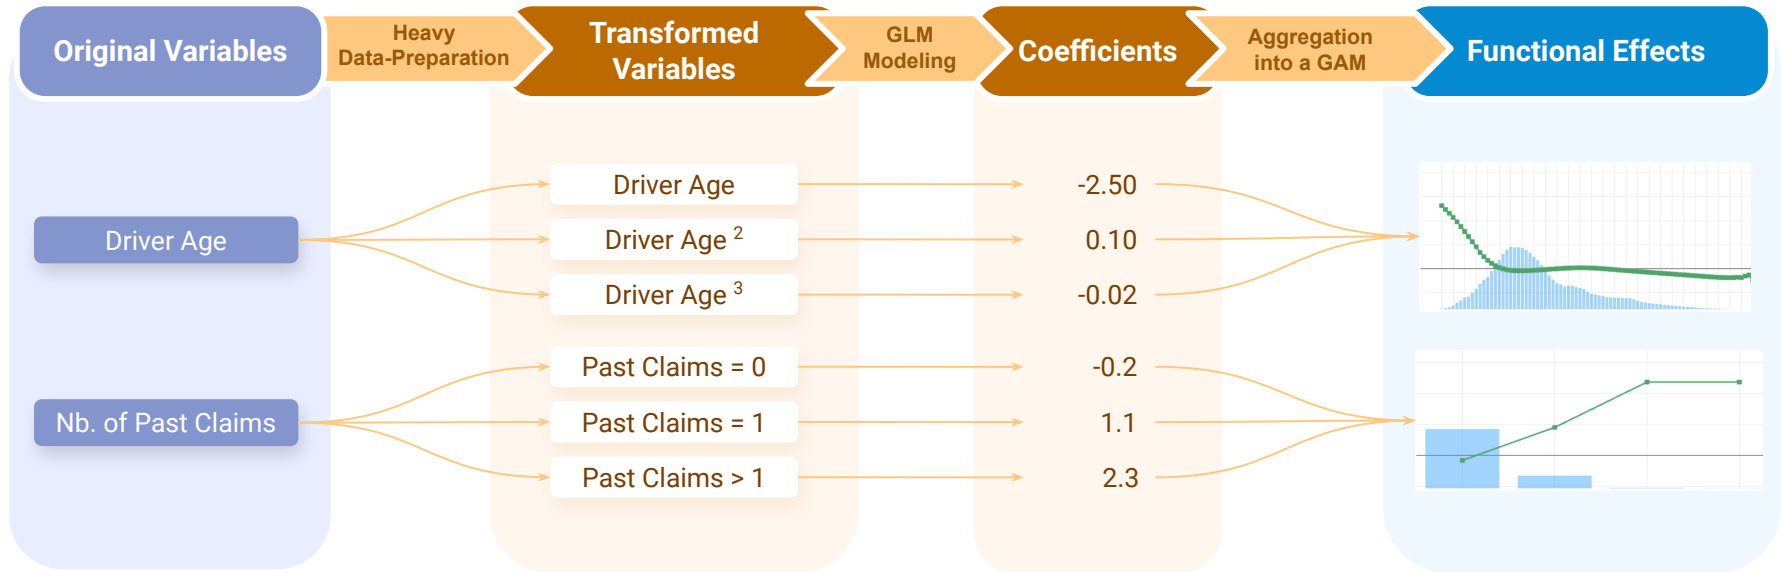 Original Variables
Heavy
Data-Preparation
Transformed
Variables
GLM
Modeling
Coefficients
Aggregation
into a GAM
Functional Effects
Driver Age
Driver Age
-2.50
Driver Age ²
0.10
Driver Age ³
-0.02
Nb. of Past Claims
Past Claims = 0
-0.2
Past Claims = 1
1.1
Past Claims > 1
2.3